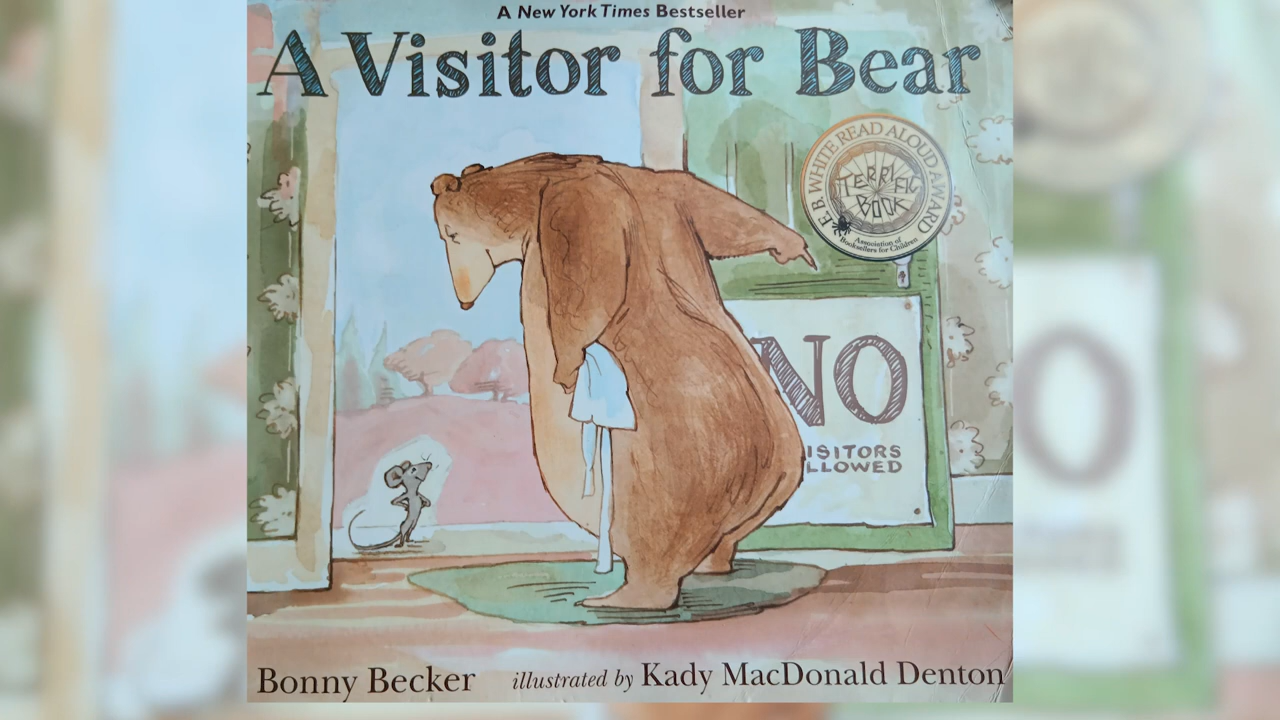 A New York Times Bestseller
A Visitor for Bear
E. B. WHITE READ ALOUD AWARD
TERRIFIC
BOOK
Association of
Booksellers for Children
NO
ISITORS
LLOWED
Bonny Becker illustrated by Kady MacDonald Denton